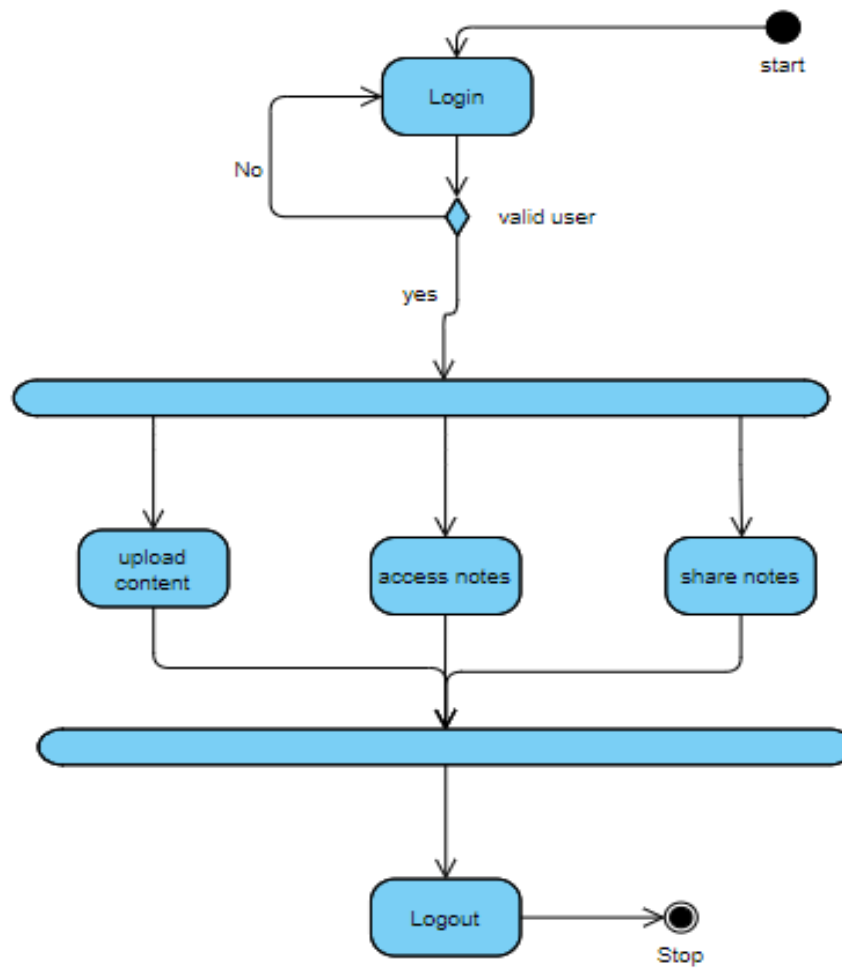 start
Login
No
valid user
yes
upload
content
access notes
share notes
Logout
Stop